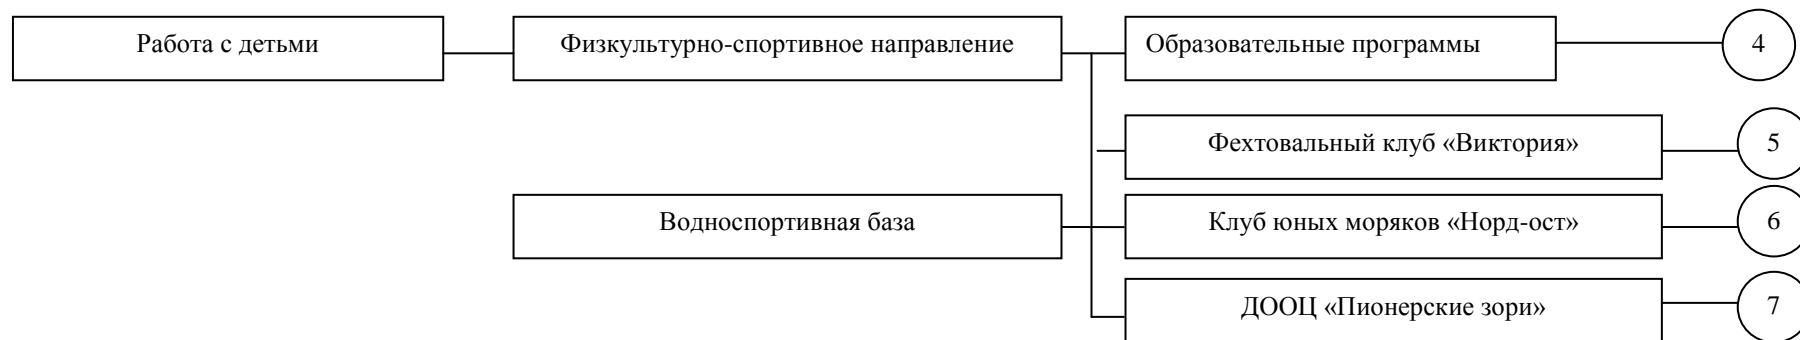 Работа с детьми
Физкультурно-спортивное направление
Образовательные программы
4
Фехтовальный клуб «Виктория»
5
Водноспортивная база
Клуб юных моряков «Норд-ост»
6
ДООЦ «Пионерские зори»
7